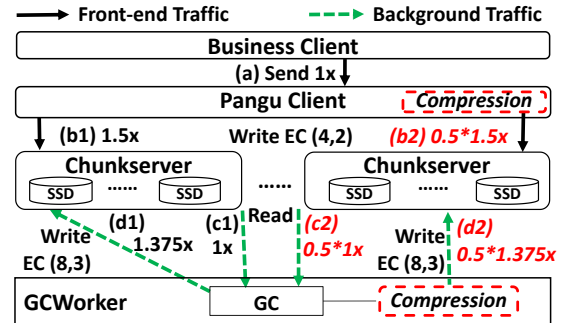 Front-end Traffic
Background Traffic
Business Client
(a) Send 1x
Pangu Client
Compression
(b1) 1.5x
Write EC (4,2)
(b2) 0.5*1.5x
Chunkserver
Chunkserver
SSD
......
SSD
......
SSD
......
SSD
Write
EC (8,3)
(d1)
1.375x
(c1)
1x
Read
(c2)
0.5*1x
Write
EC (8,3)
(d2)
0.5*1.375x
GCWorker
GC
Compression